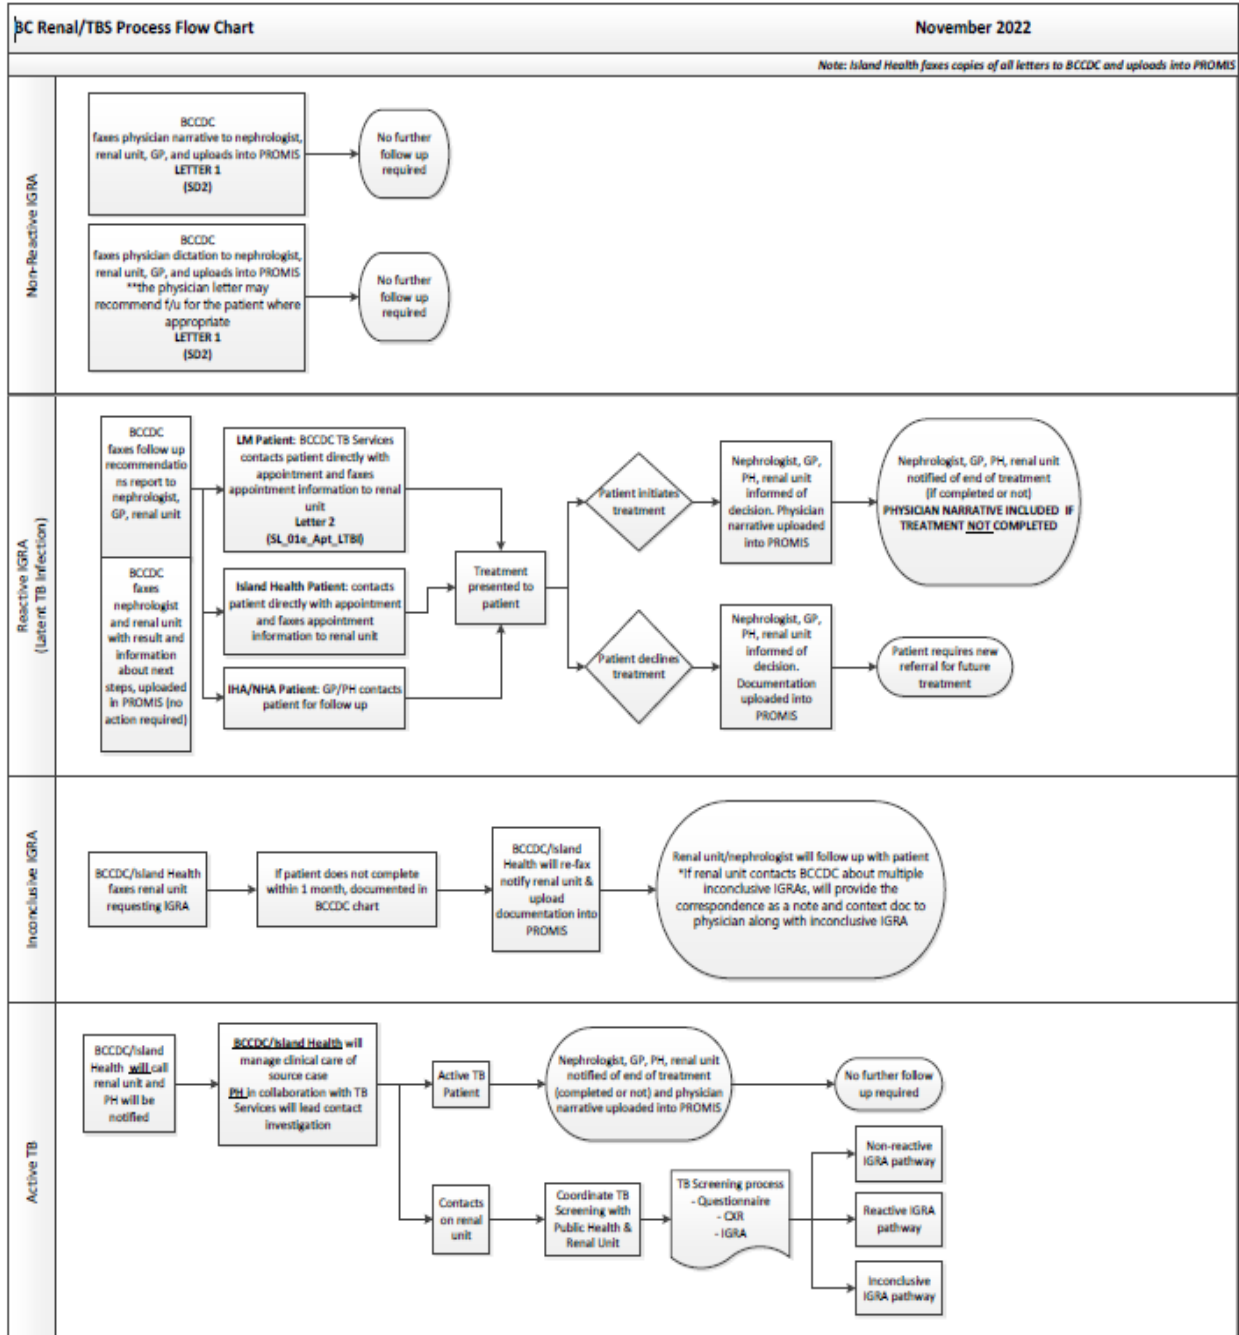 BC Renal/TBS Process Flow Chart
November 2022
Note: Island Health faxes copies of all letters to BCCDC and uploads into PROMIS
Non-Reactive IGRA
BCCDC
faxes physician narrative to nephrologist,
renal unit, GP, and uploads into PROMIS
LETTER 1
(SD2)
No further
follow up
required
BCCDC
faxes physician dictation to nephrologist,
renal unit, GP, and uploads into PROMIS
**the physician letter may
recommend f/u for the patient where
appropriate
LETTER 1
(SD2)
No further
follow up
required
Reactive IGRA
(Latent TB Infection)
BCCDC
faxes follow up
recommendatio
ns report to
nephrologist,
GP, renal unit
BCCDC
faxes
nephrologist
and renal unit
with result and
information
about next
steps, uploaded
in PROMIS (no
action required)
LM Patient: BCCDC TB Services
contacts patient directly with
appointment and faxes
appointment information to renal
unit
Letter 2
(SL_01e_Apt_LTBI)
Island Health Patient: contacts
patient directly with appointment
and faxes appointment
information to renal unit
IHA/NHA Patient: GP/PH contacts
patient for follow up
Treatment
presented to
patient
Patient initiates
treatment
Nephrologist, GP,
PH, renal unit
informed of
decision. Physician
narrative uploaded
into PROMIS
Nephrologist, GP, PH, renal unit
notified of end of treatment
(if completed or not)
PHYSICIAN NARRATIVE INCLUDED IF
TREATMENT NOT COMPLETED
Patient declines
treatment
Nephrologist, GP,
PH, renal unit
informed of
decision.
Documentation
uploaded into
PROMIS
Patient requires new
referral for future
treatment
Inconclusive IGRA
BCCDC/Island Health
faxes renal unit
requesting IGRA
If patient does not complete
within 1 month, documented in
BCCDC chart
BCCDC/Island
Health will re-fax
notify renal unit &
upload
documentation into
PROMIS
Renal unit/nephrologist will follow up with patient
*If renal unit contacts BCCDC about multiple
inconclusive IGRAs, will provide the
correspondence as a note and context doc to
physician along with inconclusive IGRA
Active TB
BCCDC/Island
Health will call
renal unit and
PH will be
notified
BCCDC/Island Health will
manage clinical care of
source case
PH in collaboration with TB
Services will lead contact
investigation
Active TB
Patient
Nephrologist, GP, PH, renal unit
notified of end of treatment
(completed or not) and physician
narrative uploaded into PROMIS
No further follow
up required
Contacts
on renal
unit
Coordinate TB
Screening with
Public Health &
Renal Unit
TB Screening process
- Questionnaire
- CXR
- IGRA
Non-reactive
IGRA pathway
Reactive IGRA
pathway
Inconclusive
IGRA pathway